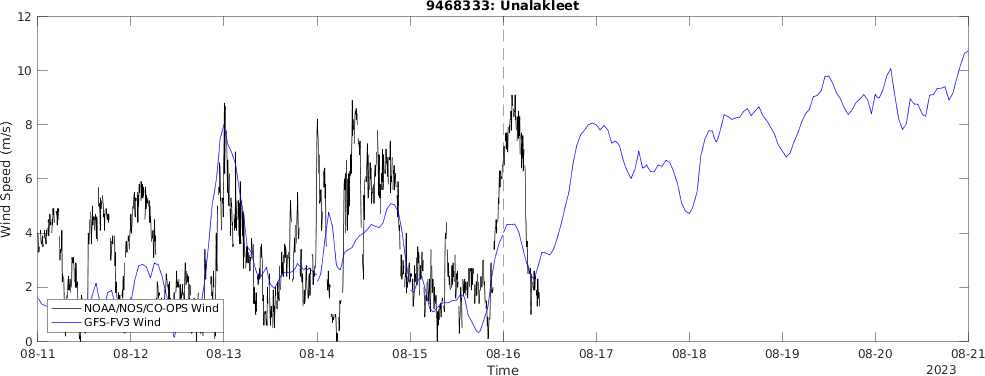 9468333: Unalakleet
12
10
8
6
4
2
0
Wind Speed (m/s)
NOAA/NOS/CO-OPS Wind
GFS-FV3 Wind
08-11 08-12 08-13 08-14 08-15 08-16 08-17 08-18 08-19 08-20 08-21
Time
2023